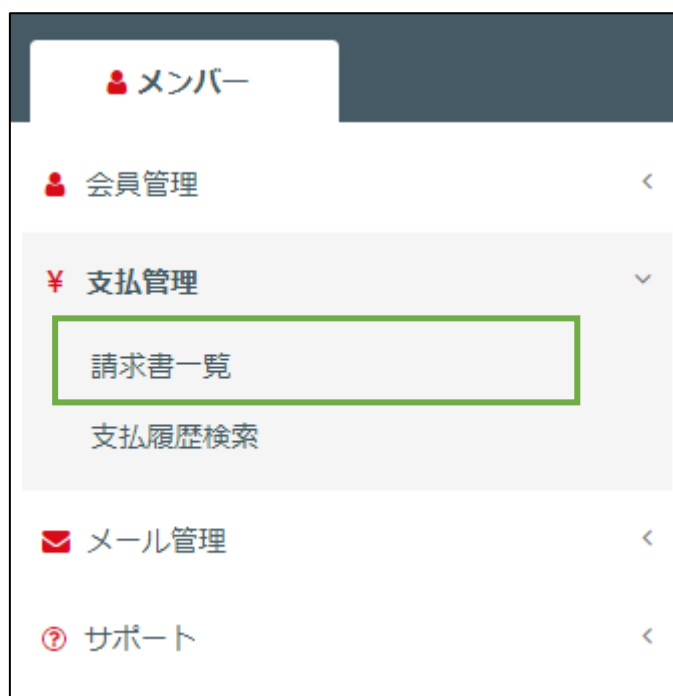 メンバー
会員管理
¥ 支払管理
請求書一覧
支払履歴検索
メール管理
サポート